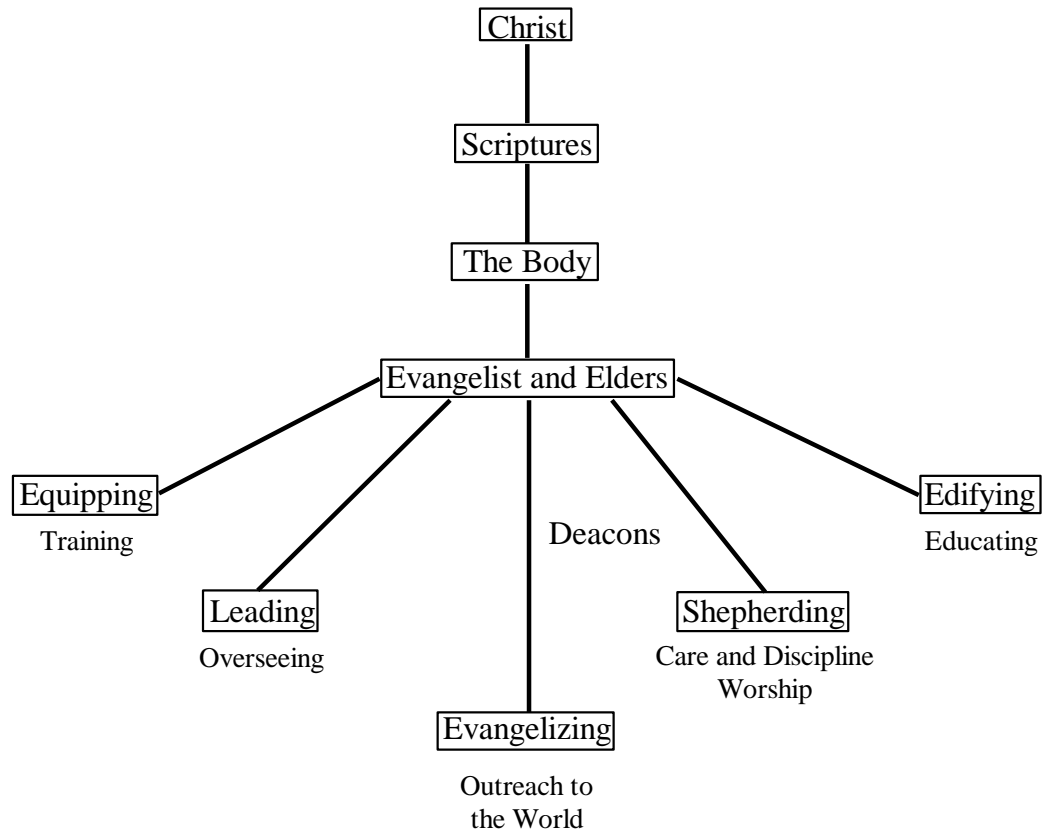 Christ
Scriptures
The Body
Evangelist and Elders
Equipping
Training
Edifying
Educating
Deacons
Leading
Overseeing
Shepherding
Care and Discipline
Worship
Evangelizing
Outreach to
the World